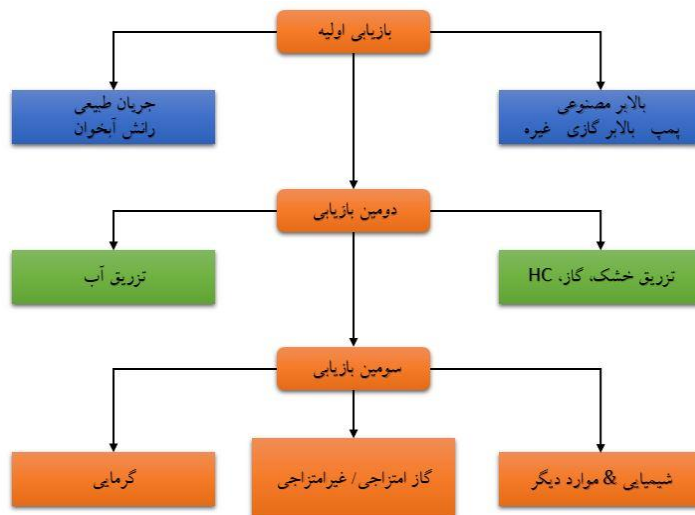 بازیابی اولیه
بالابر مصنوعی
پمپ بالابر گازی غیره
جریان طبیعی
رانش آبخوان
دومین بازیابی
تزریق خشک، گاز، HC
تزریق آب
سومین بازیابی
شیمیایی & موارد دیگر
گاز امتزاجی/ غیرامتزاجی
گرمایی